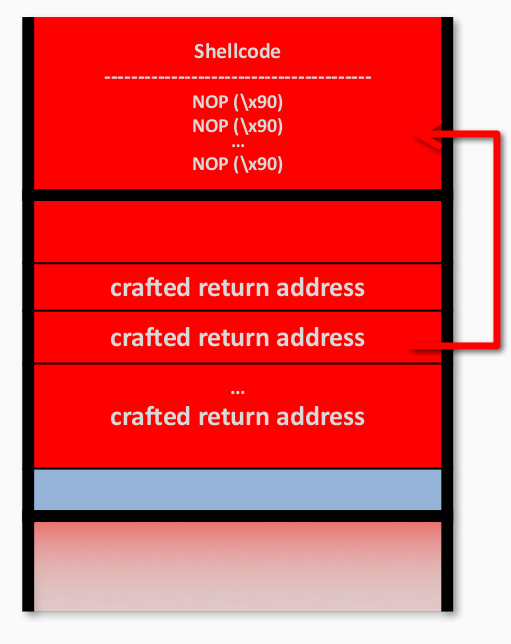 Shellcode
---------------------------------------
NOP (\x90)
NOP (\x90)
...
NOP (\x90)
crafted return address
crafted return address
...
crafted return address